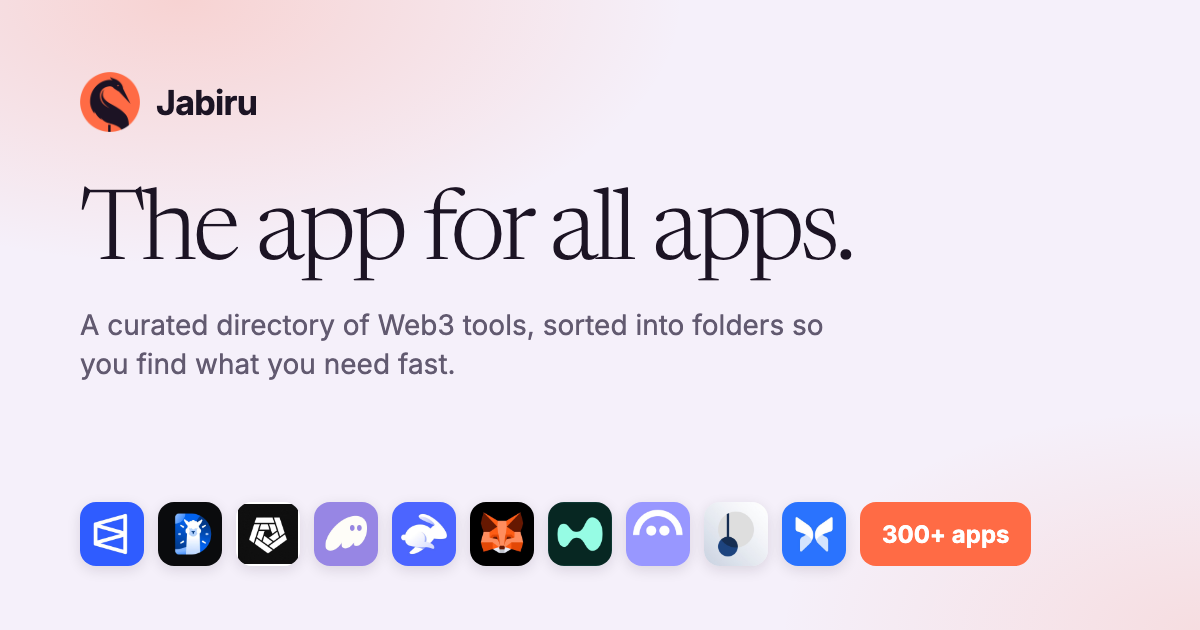 Jabiru
The app for all apps.
A curated directory of Web3 tools, sorted into folders so
you find what you need fast.
300+ apps